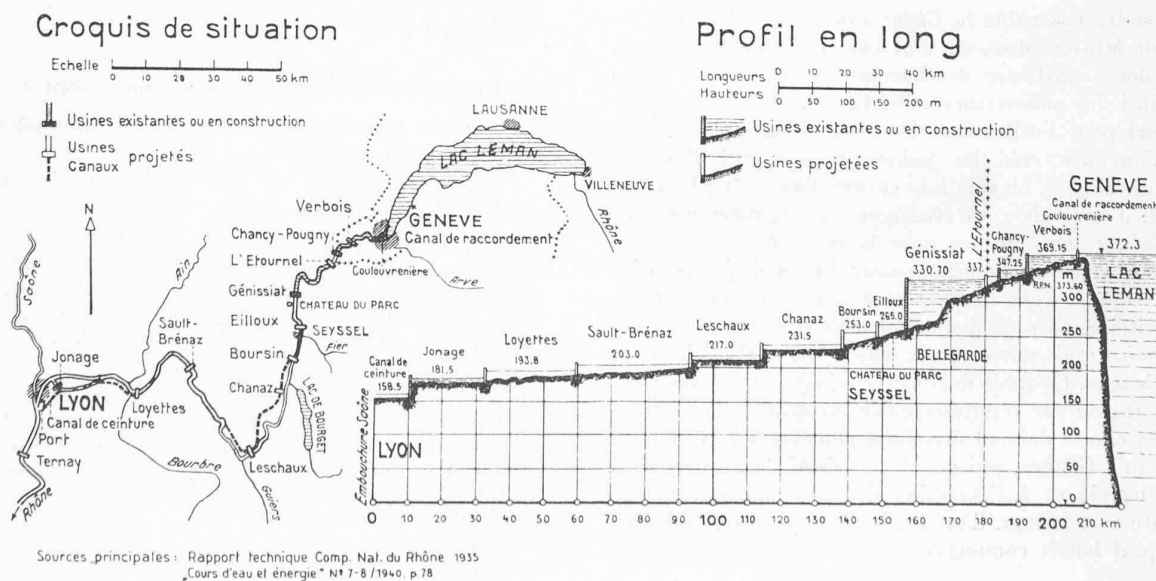 Croquis de situation
Echelle 0 10 20 30 40 50 km
Usines existantes ou en construction
Usines
Canaux projetés
N
LAUSANNE
LAC LEMAN
VILLENEUVE
Rhône
Verbois
GENEVE
Canal de raccordement
Chancy-Pougny
Coulouvrenière
L'Etournel
Arve
Génissiat
CHATEAU DU PARC
Eilloux
SEYSSEL
Fier
Boursin
Chanaz
LAC DE BOURGET
Saône
Ain
Sault-
Brénaz
Jonage
LYON
Loyettes
Canal de ceinture
Port
Ternay
Bourbre
Leschaux
Guiers
Rhône
Sources principales: Rapport technique Comp. Nat. du Rhône 1935
„Cours d'eau et énergie" N° 7-8/1940. p. 78
Profil en long
Longueurs 0 10 20 30 40 km
Hauteurs 0 50 100 150 200 m
Usines existantes ou en construction
Usines projetées
GENÈVE
Canal de raccordement
Coulouvrenière
Verbois
369.15
372.3
L'Etournel
337.
Chancy-
Pougny
347.25
R.P.N. 373.60
LAC
LEMAN
Génissiat
330.70
Eilloux
265.0
Boursin
253.0
Chanaz
231.5
Leschaux
217.0
Sault-Brénaz
203.0
Loyettes
193.8
Jonage
181.5
Canal de
ceinture
158.5
BELLEGARDE
CHATEAU DU PARC
SEYSSEL
LYON
Embouchure Saône
m
300
250
200
150
100
50
0
0 10 20 30 40 50 60 70 80 90 100 110 120 130 140 150 160 170 180 190 200 210 km